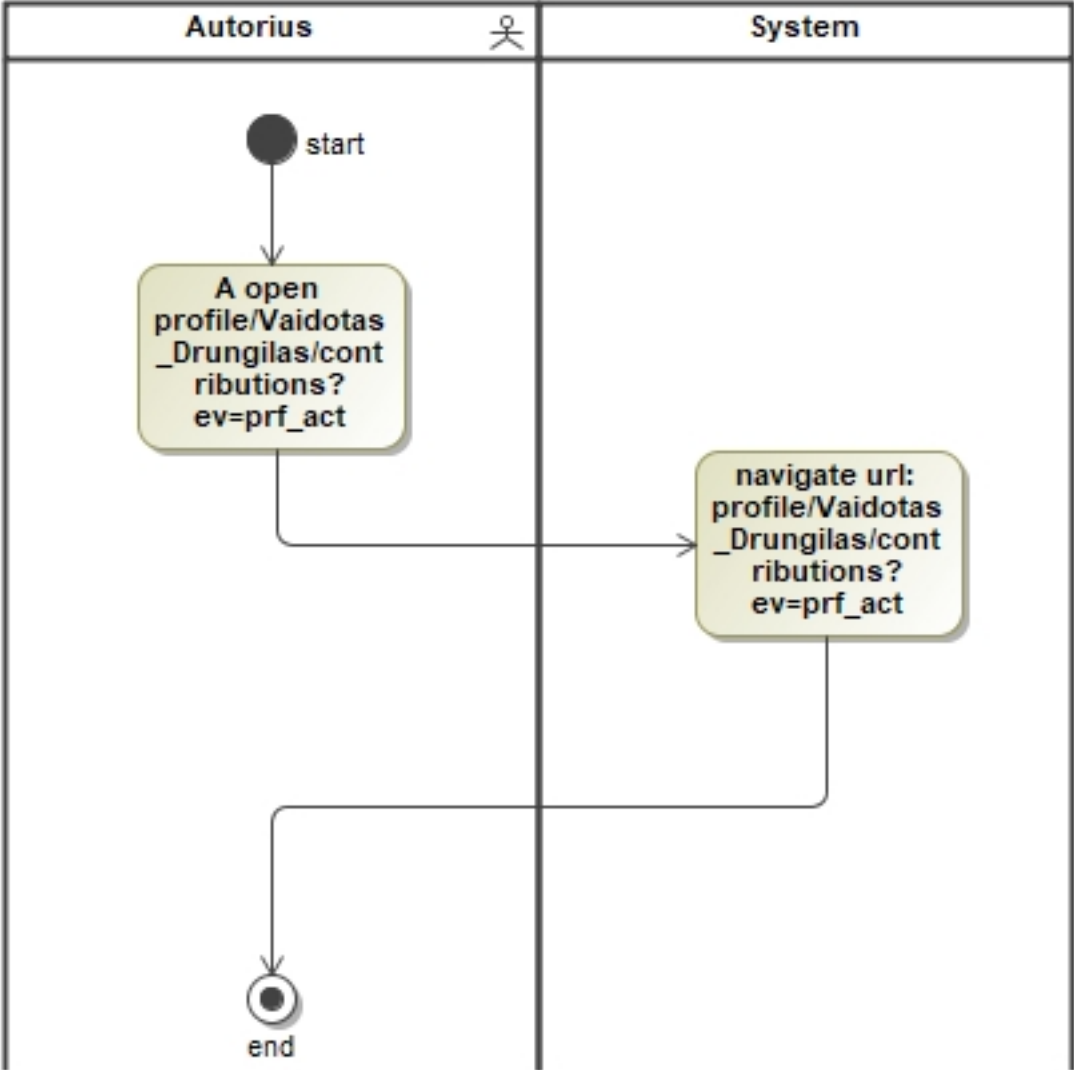 Autorius
System
start
A open
profile/Vaidotas
_Drungilas/cont
ributions?
ev=prf_act
navigate url:
profile/Vaidotas
_Drungilas/cont
ributions?
ev=prf_act
end